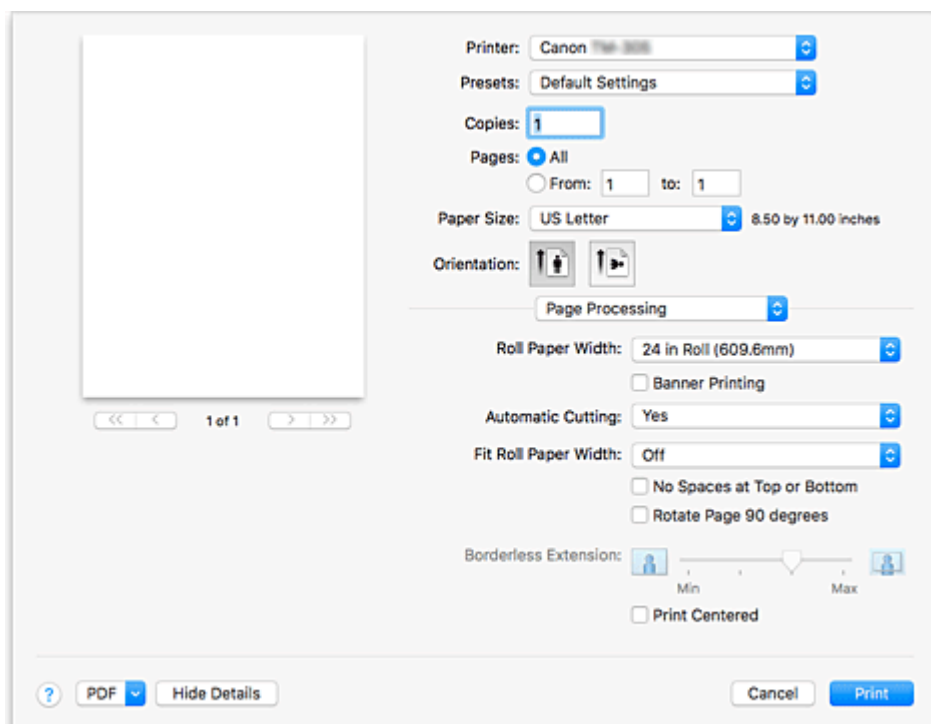 Printer: Canon
Presets: Default Settings
Copies: 1
Pages: All
From: 1 to: 1
Paper Size: US Letter 8.50 by 11.00 inches
Orientation:
Page Processing
Roll Paper Width: 24 in Roll (609.6mm)
Banner Printing
<< < 1 of 1 > >>
Automatic Cutting: Yes
Fit Roll Paper Width: Off
No Spaces at Top or Bottom
Rotate Page 90 degrees
Borderless Extension:
Min Max
Print Centered
? PDF Hide Details Cancel Print